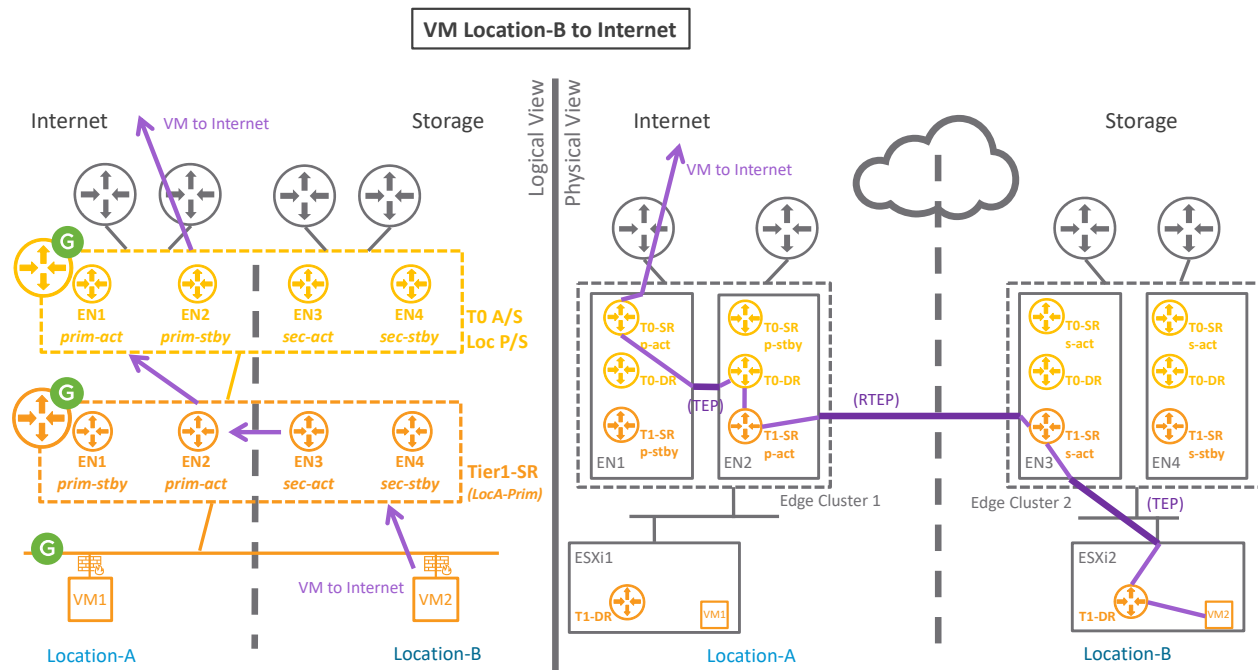 VM Location-B to Internet
Internet
VM to Internet
Storage
G
EN1
prim-act
EN2
prim-stby
EN3
sec-act
EN4
sec-stby
T0 A/S
Loc P/S
G
EN1
prim-stby
EN2
prim-act
EN3
sec-act
EN4
sec-stby
Tier1-SR
(LocA-Prim)
G
VM1
VM to Internet
VM2
Location-A
Location-B
Logical View
Physical View
Internet
VM to Internet
Storage
T0-SR
p-act
T0-DR
T1-SR
p-stby
EN1
(TEP)
T0-SR
p-stby
T0-DR
T1-SR
p-act
EN2
(RTEP)
T0-SR
s-act
T0-DR
T1-SR
s-act
EN3
T0-SR
s-act
T0-DR
T1-SR
s-stby
EN4
Edge Cluster 1
Edge Cluster 2
(TEP)
ESXi1
T1-DR
VM1
ESXi2
T1-DR
VM2
Location-A
Location-B